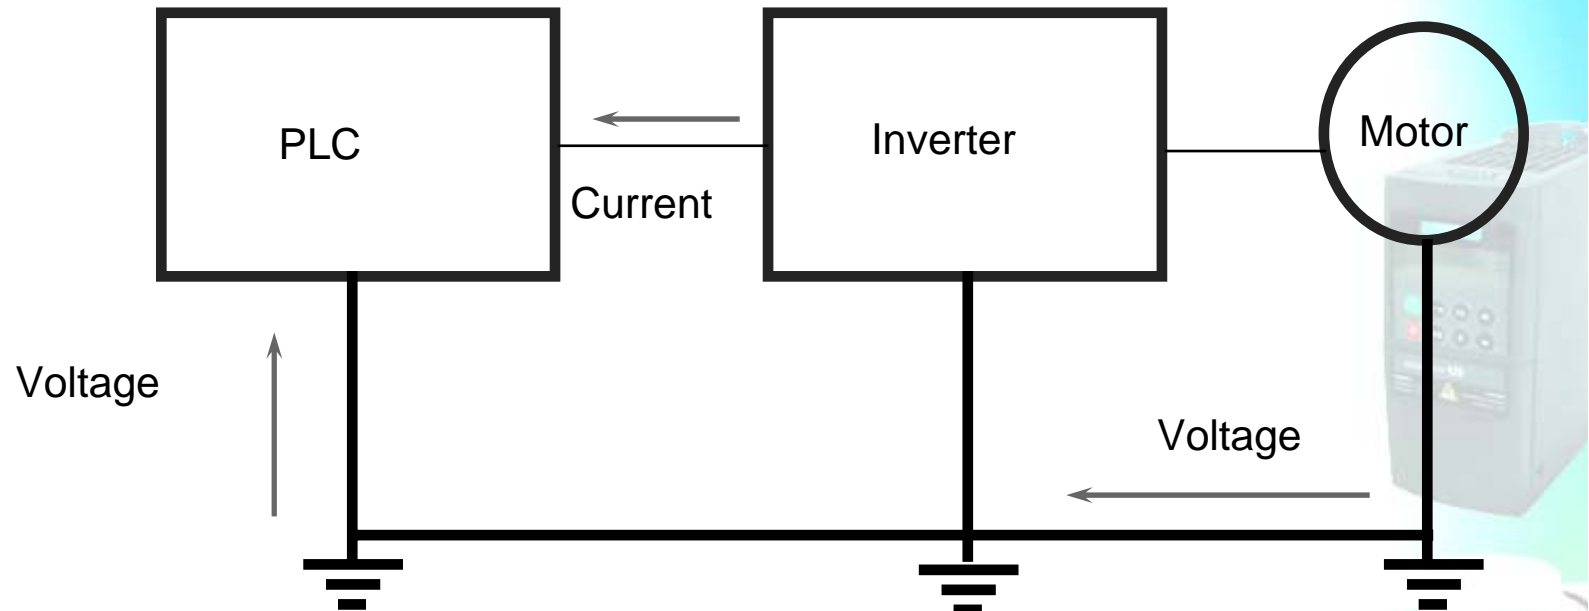 PLC
Inverter
Motor
Current
Voltage
Voltage